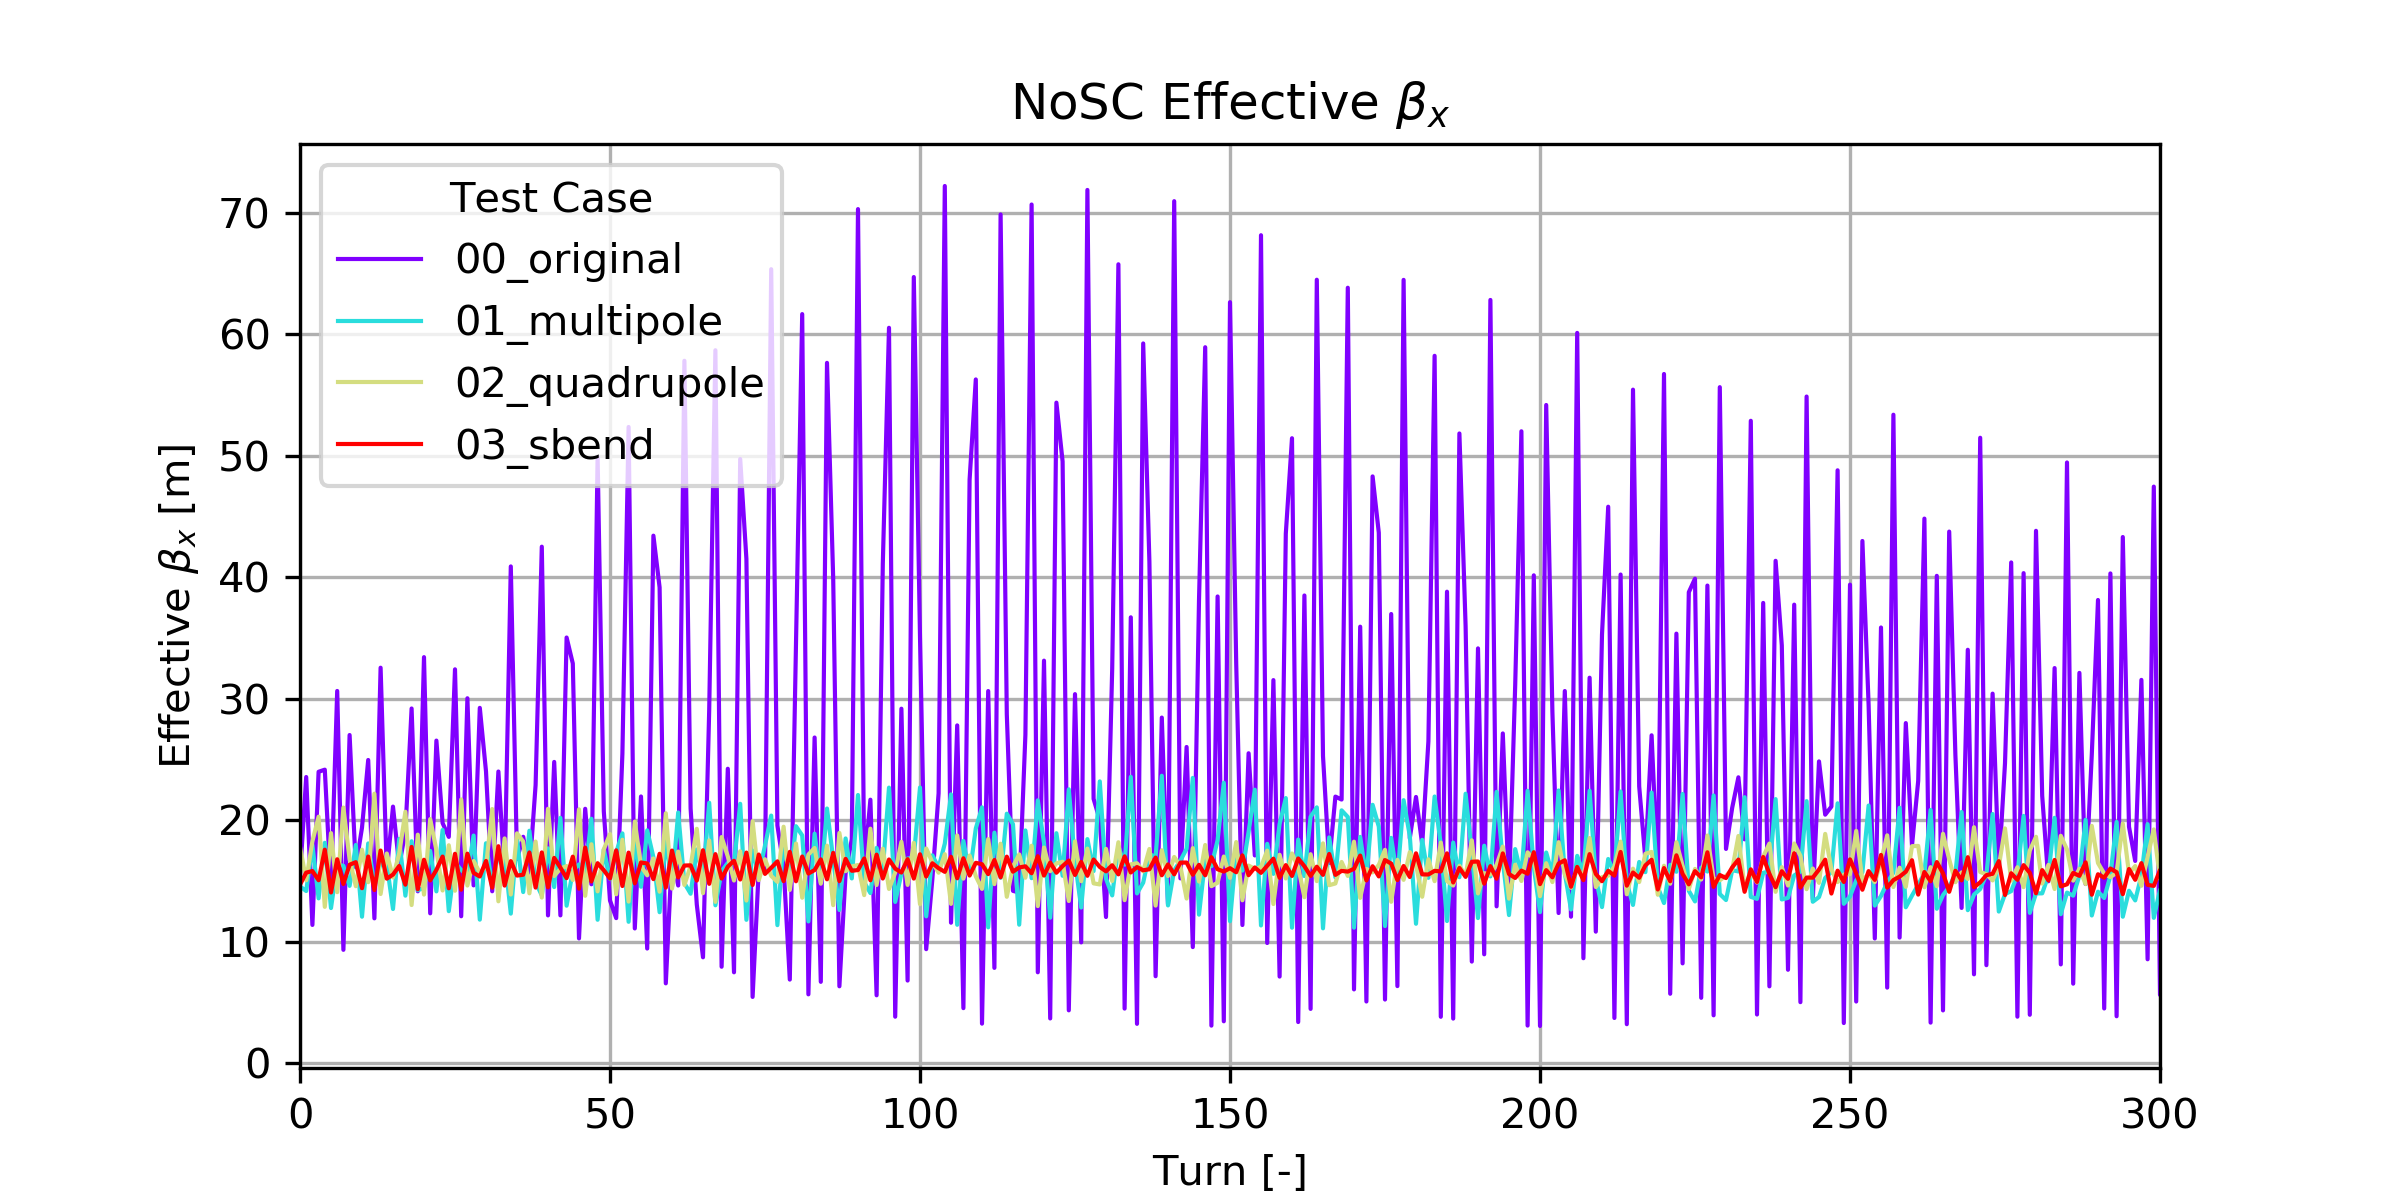 NoSC Effective βx
Test Case
00_original
01_multipole
02_quadrupole
03_sbend
Effective βx [m]
70
60
50
40
30
20
10
0
0 50 100 150 200 250 300
Turn [-]